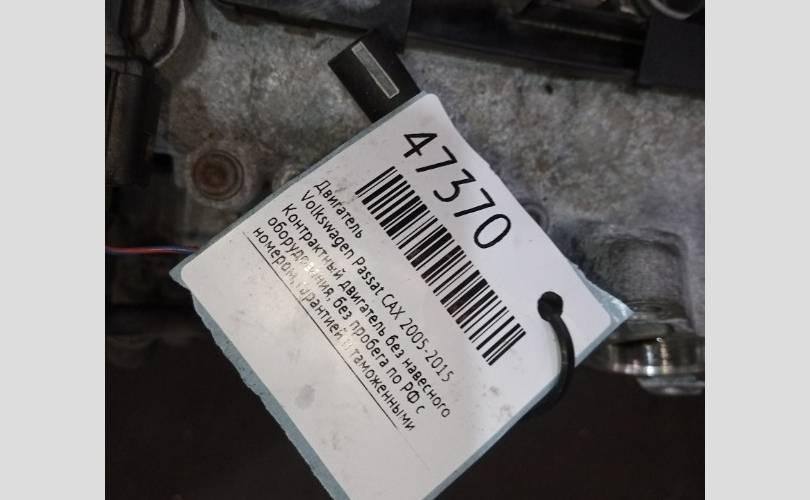 47370
Двигатель
Volkswagen Passat CAX 2005-2015
Контрактный двигатель без навесного
оборудования, без пробега по РФ с
номером, гарантией и таможенными